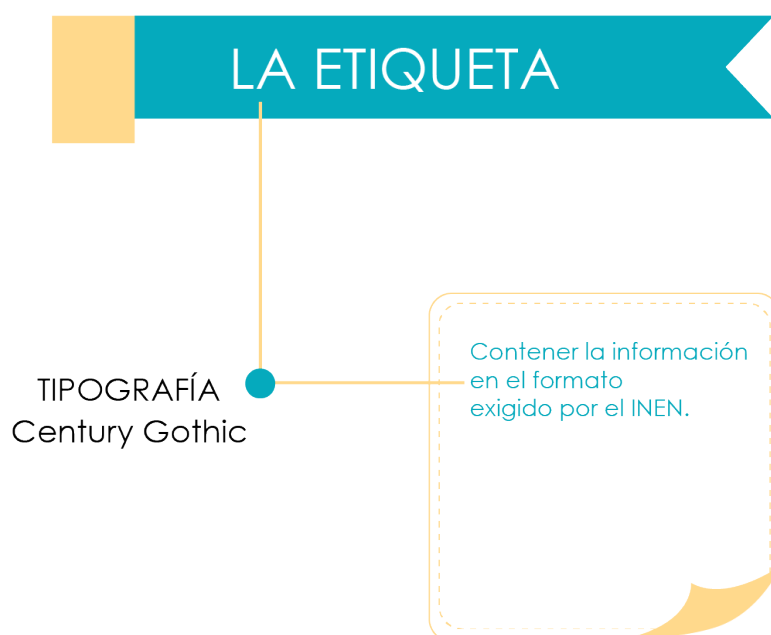 LA ETIQUETA
TIPOGRAFÍA
Century Gothic
Contener la información
en el formato
exigido por el INEN.